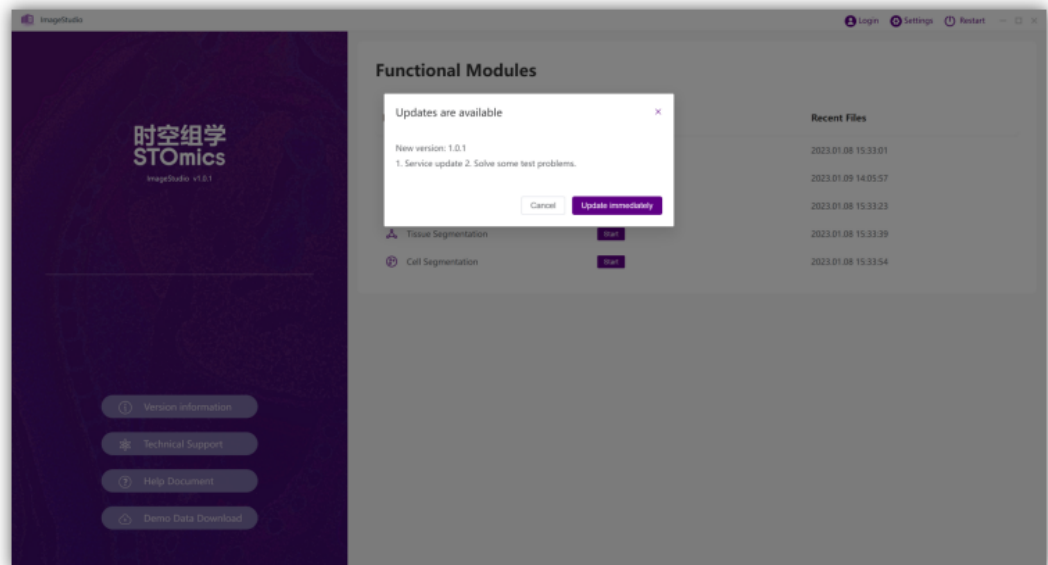 ImageStudio
Login Settings Restart
时空组学
STOmics
ImageStudio v1.0.1
Version information
Technical Support
Help Document
Demo Data Download
Functional Modules
Recent Files
Updates are available
New version: 1.0.1
1. Service update 2. Solve some test problems.
Cancel Update immediately
2023.01.08 15:33:01
2023.01.09 14:05:57
2023.01.08 15:33:23
Tissue Segmentation Start 2023.01.08 15:33:39
Cell Segmentation Start 2023.01.08 15:33:54